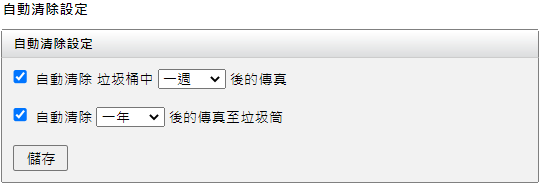 自動清除設定
自動清除設定
自動清除 垃圾桶中 一週 後的傳真
自動清除 一年 後的傳真至垃圾筒
儲存